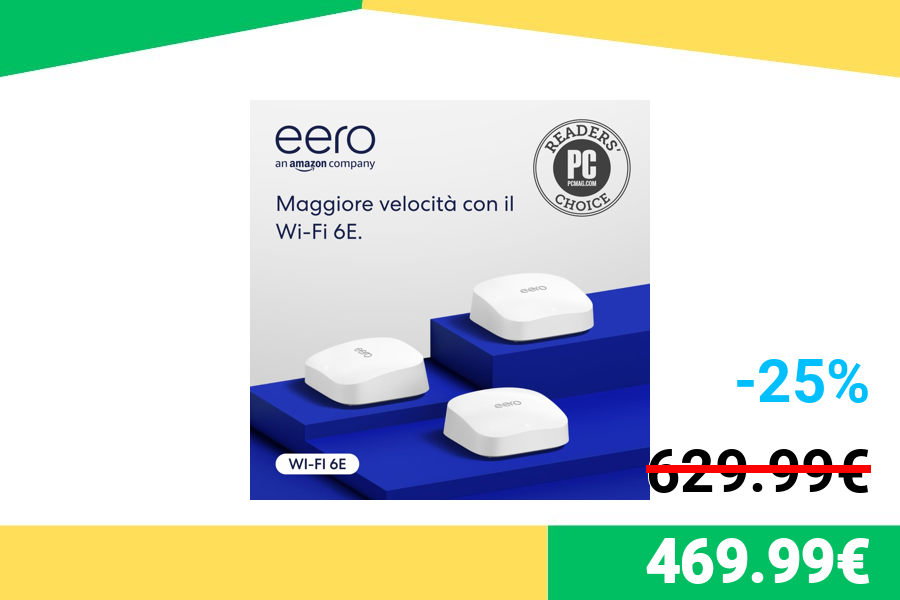 eero
an amazon company
READERS'
PC
PCMAG.COM
CHOICE
Maggiore velocità con il
Wi-Fi 6E.
eero
eero
eero
WI-FI 6E
-25%
629.99€
469.99€